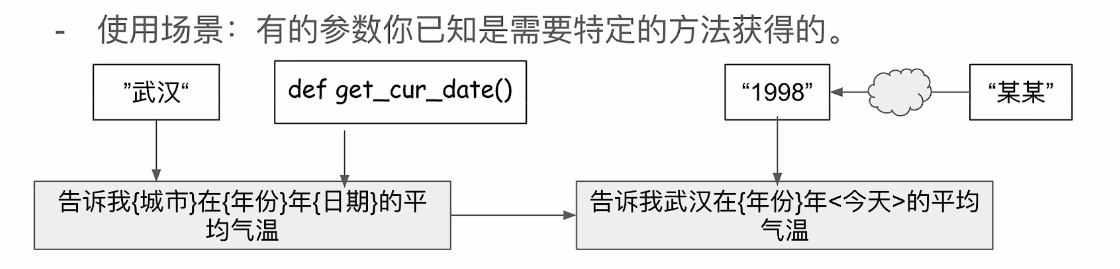 - 使用场景：有的参数你已知是需要特定的方法获得的。
”武汉“
def get_cur_date()
“1998”
“某某”
告诉我{城市}在{年份}年{日期}的平
均气温
告诉我武汉在{年份}年<今天>的平均
气温